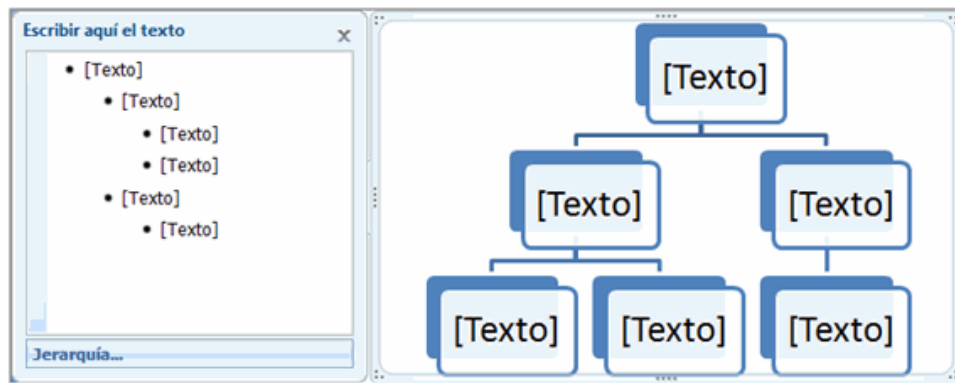 Escribir aquí el texto
x
• [Texto]
• [Texto]
• [Texto]
• [Texto]
• [Texto]
• [Texto]
Jerarquía...
[Texto]
[Texto] [Texto]
[Texto] [Texto] [Texto]